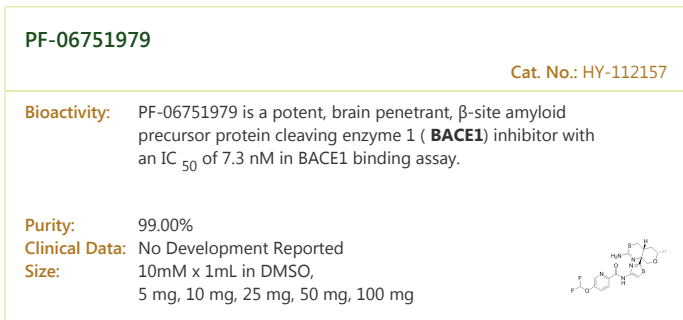 PF-06751979
Cat. No.: HY-112157
Bioactivity: PF-06751979 is a potent, brain penetrant, β-site amyloid
precursor protein cleaving enzyme 1 ( BACE1) inhibitor with
an IC 50 of 7.3 nM in BACE1 binding assay.
Purity: 99.00%
Clinical Data: No Development Reported
Size: 10mM x 1mL in DMSO,
5 mg, 10 mg, 25 mg, 50 mg, 100 mg